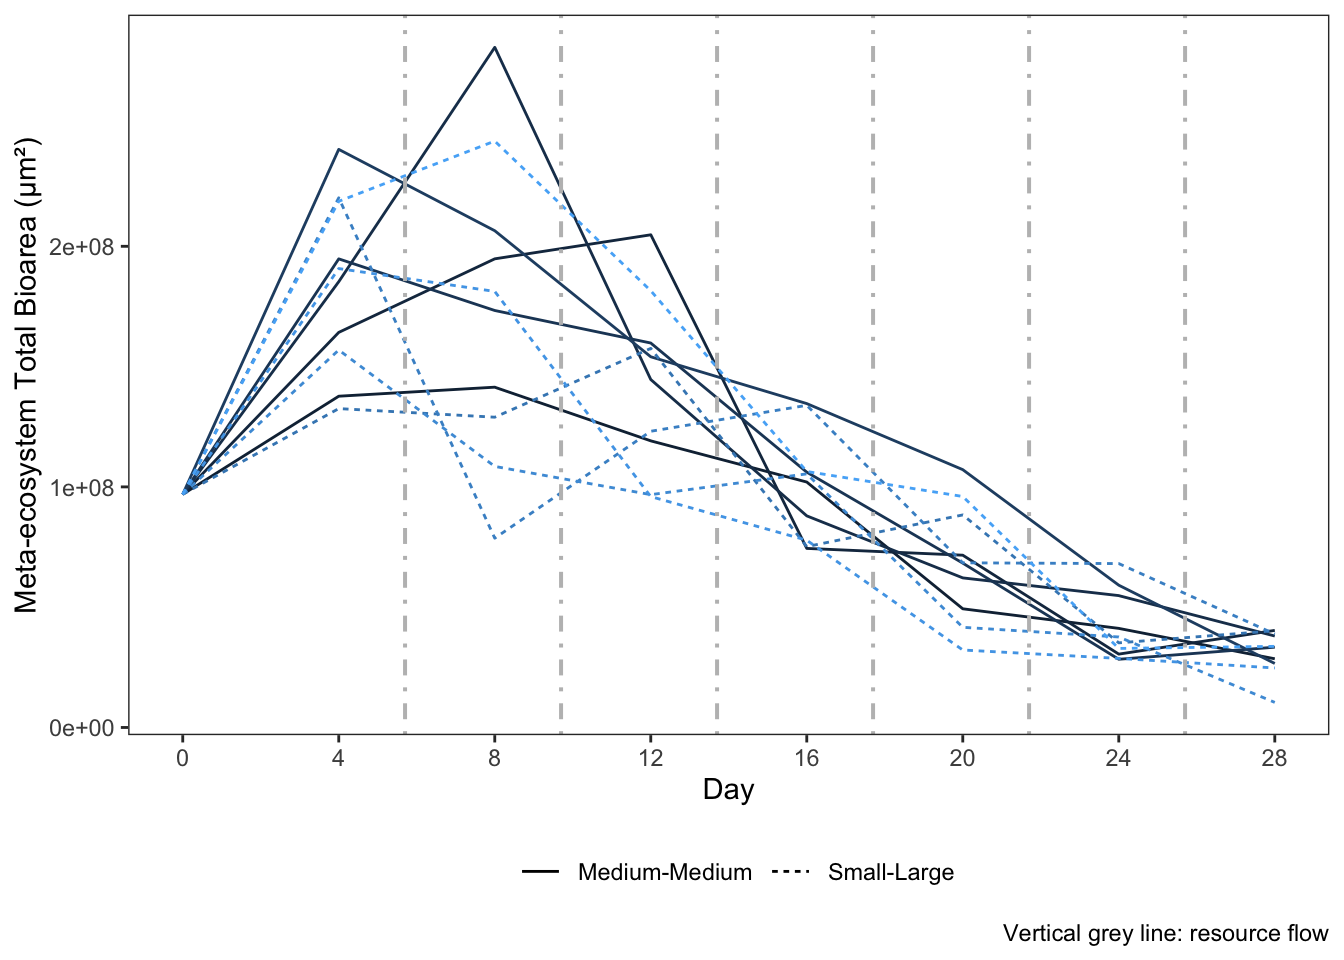 Meta-ecosystem Total Bioarea (μm²)
2e+08
1e+08
0e+00
0 4 8 12 16 20 24 28
Day
Medium-Medium Small-Large
Vertical grey line: resource flow